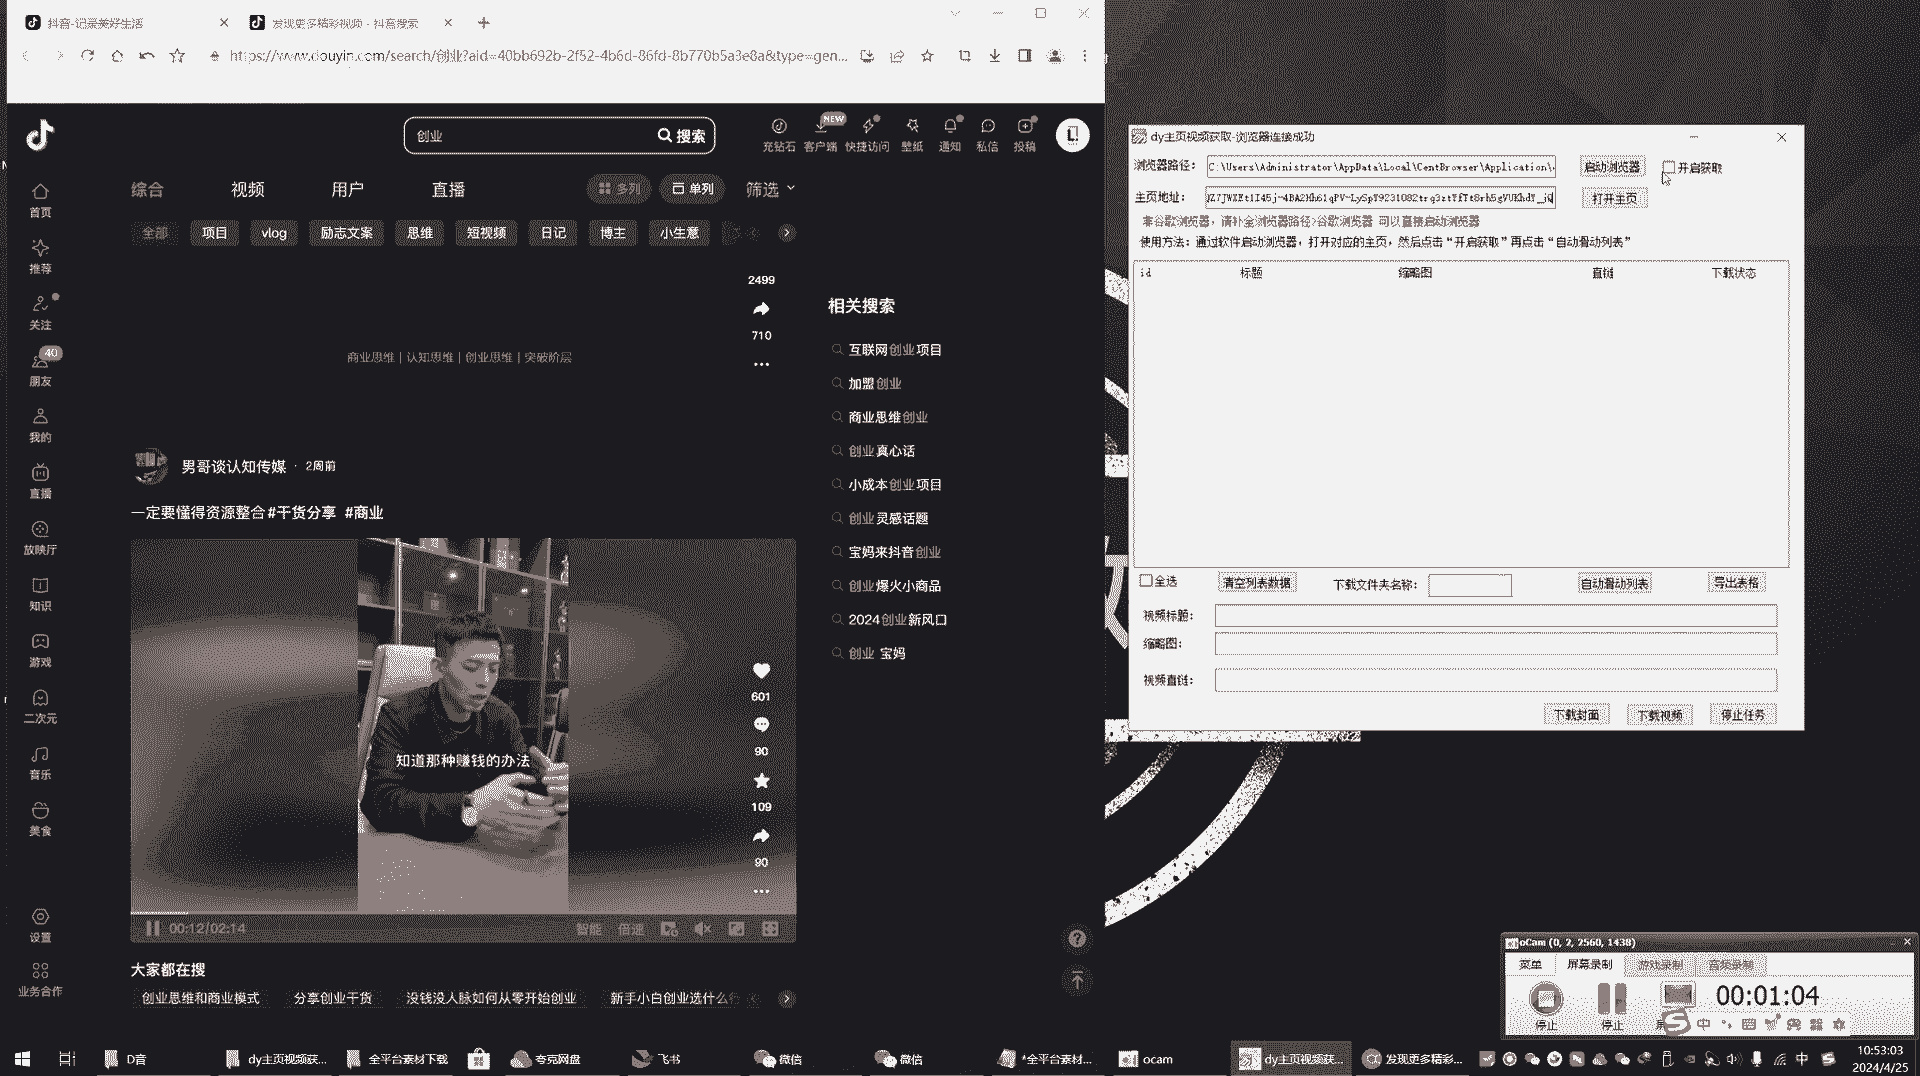 抖音-记录美好生活
发现更多精彩视频 - 抖音搜索
https://www.douyin.com/search/创业?aid=40bb692b-2f52-4b6d-86fd-8b770b5a3e8a&type=gen...
创业
搜索
NEW
充钻石 客户端 快捷访问 壁纸 通知 私信 投稿
综合 视频 用户 直播
多列 单列 筛选
全部 项目 vlog 励志文案 思维 短视频 日记 博主 小生意
首页
推荐
关注
40
朋友
我的
直播
放映厅
知识
游戏
二次元
音乐
美食
设置
业务合作
2499
710
商业思维 | 认知思维 | 创业思维 | 突破阶层
男哥谈认知传媒 · 2周前
一定要懂得资源整合#干货分享 #商业
知道那种赚钱的办法
601
90
109
90
00:12/02:14
智能 倍速
大家都在搜
创业思维和商业模式 分享创业干货 没钱没人脉如何从零开始创业 新手小白创业选什么
相关搜索
互联网创业项目
加盟创业
商业思维创业
创业真心话
小成本创业项目
创业灵感话题
宝妈来抖音创业
创业爆火小商品
2024创业新风口
创业 宝妈
dy主页视频获取-浏览器连接成功
浏览器路径: C:\Users\Administrator\AppData\Local\CentBrowser\Application\
启动浏览器 开启获取
主页地址:
打开主页
非谷歌浏览器，请补全浏览器路径>谷歌浏览器 可以直接启动浏览器
使用方法：通过软件启动浏览器，打开对应的主页，然后点击“开启获取”再点击“自动滑动列表”
id 标题 缩略图 直链 下载状态
全选 清空列表数据 下载文件夹名称: 自动滑动列表 导出表格
视频标题:
缩略图:
视频直链:
下载封面 下载视频 停止任务
oCam (0, 2, 2560, 1438)
菜单 屏幕录制 游戏录制 音频录制
00:01:04
停止 停止
中
D音 dy主页视频获... 全平台素材下载 夸克网盘 飞书 微信 微信 *全平台素材... ocam dy主页视频获... 发现更多精彩...
中
10:53:03
2024/4/25